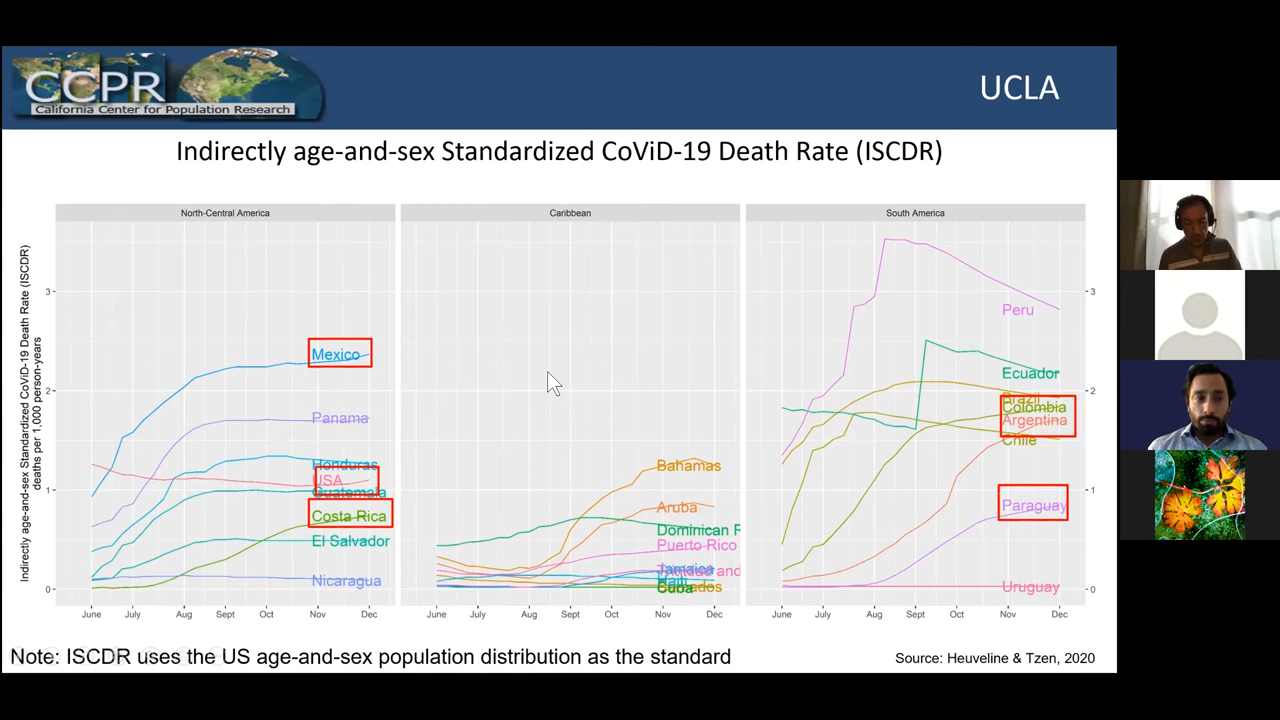 CCPR
California Center for Population Research
UCLA
Indirectly age-and-sex Standardized CoViD-19 Death Rate (ISCDR)
Indirectly age-and-sex Standardized CoViD-19 Death Rate (ISCDR)
deaths per 1,000 person-years
North-Central America
Caribbean
South America
3
2
1
0
Mexico
Panama
Honduras
USA
Guatemala
Costa Rica
El Salvador
Nicaragua
Bahamas
Aruba
Dominican R
Puerto Rico
Jamaica
Haiti
Cuba
Peru
Ecuador
Brazil
Colombia
Argentina
Chile
Paraguay
Uruguay
3
2
1
0
June July Aug Sept Oct Nov Dec
June July Aug Sept Oct Nov Dec
June July Aug Sept Oct Nov Dec
Note: ISCDR uses the US age-and-sex population distribution as the standard
Source: Heuveline & Tzen, 2020